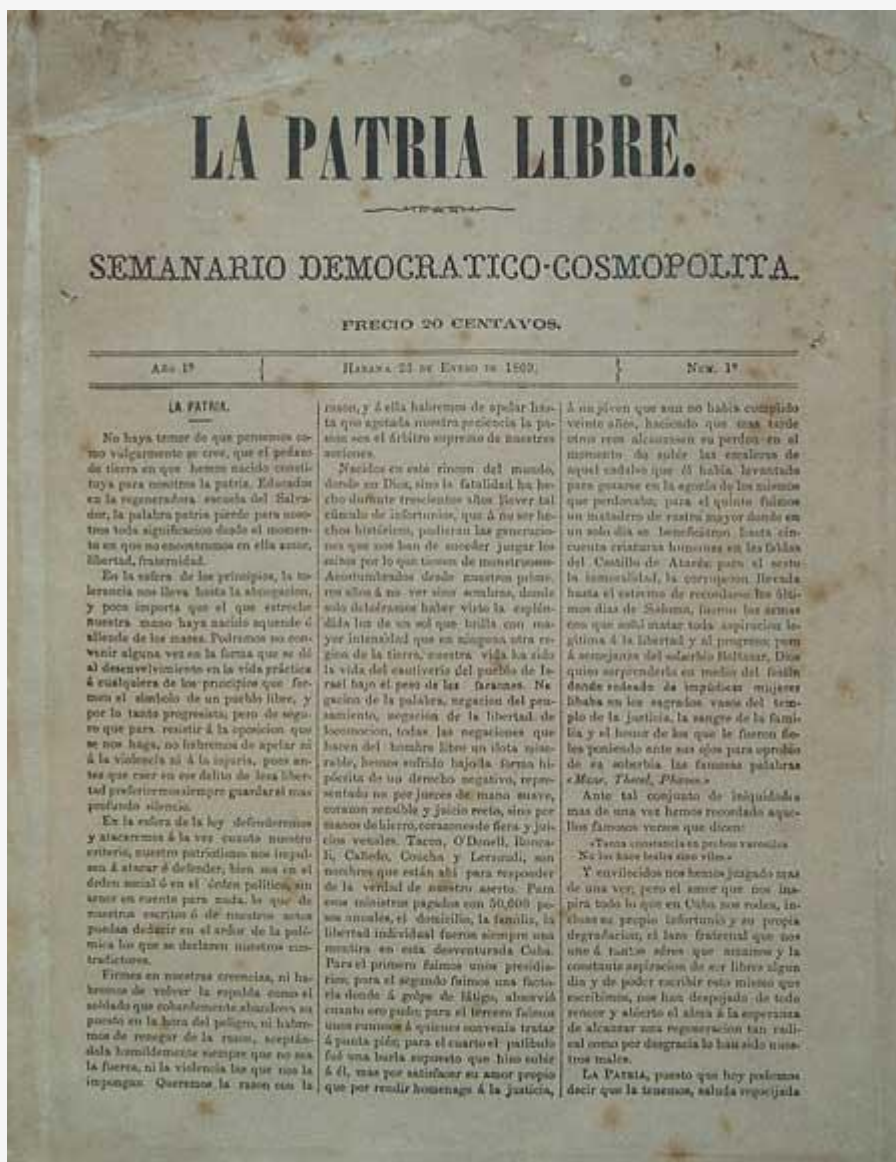 LA PATRIA LIBRE.
SEMANARIO DEMOCRATICO-COSMOPOLITA.
PRECIO 20 CENTAVOS.
Año 1º
HABANA 23 DE ENERO DE 1869.
NUM. 1º
LA PATRIA.
No haya temor de que pensemos co-
mo vulgarmente se cree, que el pedazo
de tierra en que hemos nacido consti-
tuya para nosotros la patria. Educados
en la regeneradora escuela del Salva-
dor, la palabra patria pierde para noso-
tros toda significacion desde el momen-
to en que no encontremos en ella amor,
libertad, fraternidad.
En la esfera de los principios, la to-
lerancia nos lleva hasta la abnegacion,
y poco importa que el que estreche
nuestra mano haya nacido aquende ó
allende de los mares. Podremos no con-
venir alguna vez en la forma que se dé
al desenvolvimiento en la vida práctica
á cualquiera de los principios que for-
men el símbolo de un pueblo libre, y
por lo tanto progresista; pero de segu-
ro que para resistir á la oposicion que
se nos haga, no habremos de apelar ni
á la violencia ni á la injuria, pues an-
tes que caer en ese delito de lesa liber-
tad preferiremos siempre guardar el mas
profundo silencio.
En la esfera de la ley defenderemos
y atacaremos á la vez cuanto nuestro
criterio, nuestro patriotismo nos impul-
sen á atacar ó defender, bien sea en el
órden social ó en el órden político, sin
tener en cuenta para nada, lo que de
nuestros escritos ó de nuestros actos
puedan deducir en el ardor de la polé-
mica los que se declaren nuestros con-
tradictores.
Firmes en nuestras creencias, ni ha-
bremos de volver la espalda como el
soldado que cobardemente abandona su
puesto en la hora del peligro, ni habre-
mos de renegar de la razon, aceptán-
dola humildemente siempre que no sea
la fuerza, ni la violencia las que nos la
impongan. Queremos la razon con la
razon, y á ella habremos de apelar has-
ta que agotada nuestra paciencia la pa-
sion sea el árbitro supremo de nuestras
acciones.
Nacidos en este rincon del mundo,
donde no Dios, sino la fatalidad ha he-
cho durante trescientos años llover tal
cúmulo de infortunios, que á no ser he-
chos históricos, pudieran las generacio-
nes que nos han de suceder juzgar los
mitos por lo que tienen de monstruosos.
Acostumbrados desde nuestros prime-
ros años á no ver sino sombras, donde
solo debiéramos haber visto la esplén-
dida luz de un sol que brilla con ma-
yor intensidad que en ninguna otra re-
gion de la tierra, nuestra vida ha sido
la vida del cautiverio del pueblo de Is-
rael bajo el peso de los faraones. Ne-
gacion de la palabra, negacion del pen-
samiento, negacion de la libertad de
locomocion, todas las negaciones que
hacen del hombre libre un ilota mise-
rable, hemos sufrido bajo la forma hi-
pócrita de un derecho negativo, repre-
sentado no por jueces de mano suave,
corazon sensible y juicio recto, sino por
manos de hierro, corazones de fiera y jui-
cios venales. Tacon, O'Donell, Ronca-
li, Cañedo, Concha y Lersundi, son
nombres que están ahí para responder
de la verdad de nuestro aserto. Para
esos ministros pagados con 50,000 pe-
sos anuales, el domicilio, la familia, la
libertad individual fueron siempre una
mentira en esta desventurada Cuba.
Para el primero fuimos unos presidia-
rios; para el segundo fuimos una facto-
ría donde á golpe de látigo, absorvió
cuanto oro pudo; para el tercero fuimos
unos á quienes convenia tratar
á punta piés; para el cuarto el patíbulo
fué una burla supuesto que hizo subir
á él, mas por satisfacer su amor propio
que por rendir homenage á la justicia,
á un jóven que aun no habia cumplido
veinte años, haciendo que mas tarde
otros reos alcanzasen su perdon en el
momento de subir las escaleras de
aquel cadalso que él habia levantado
para gozarse en la agonía de los mismos
que perdonaba; para el quinto fuimos
un matadero de rastro mayor donde en
un solo dia se beneficiaron hasta cin-
cuenta criaturas humanas en las faldas
del Castillo de Atarés; para el sexto
la inmoralidad, la corrupcion llevada
hasta el estremo de recordarse los últi-
mos dias de Sodoma, fueron las armas
con que soñó matar toda aspiracion le-
gítima á la libertad y al progreso; pero
á semejanza del soberbio Baltazar, Dios
quiso sorprenderlo en medio del festin
donde rodeado de impúdicas mujeres
libaba en los sagrados vasos del tem-
plo de la justicia, la sangre de la fami-
lia y el honor de los que le fueron fie-
les poniendo ante sus ojos para oprobio
de su soberbia las famosas palabras
«Mane, Thecel, Phares.»
Ante tal conjunto de iniquidades
mas de una vez hemos recordado aque-
llos famosos versos que dicen:
«Tanta constancia en pechos varoniles
No los hace leales sino viles.»
Y envilecidos nos hemos juzgado mas
de una vez; pero el amor que nos ins-
pira todo lo que en Cuba nos rodea, in-
cluso su propio infortunio y su propia
degradacion; el lazo fraternal que nos
une á tantos séres que amamos y la
constante aspiracion de ser libres algun
dia y de poder escribir esto mismo que
escribimos, nos han despojado de todo
rencor y abierto el alma á la esperanza
de alcanzar una regeneracion tan radi-
cal como por desgracia lo han sido nues-
tros males.
LA PATRIA, puesto que hoy podemos
decir que la tenemos, saluda regocijada